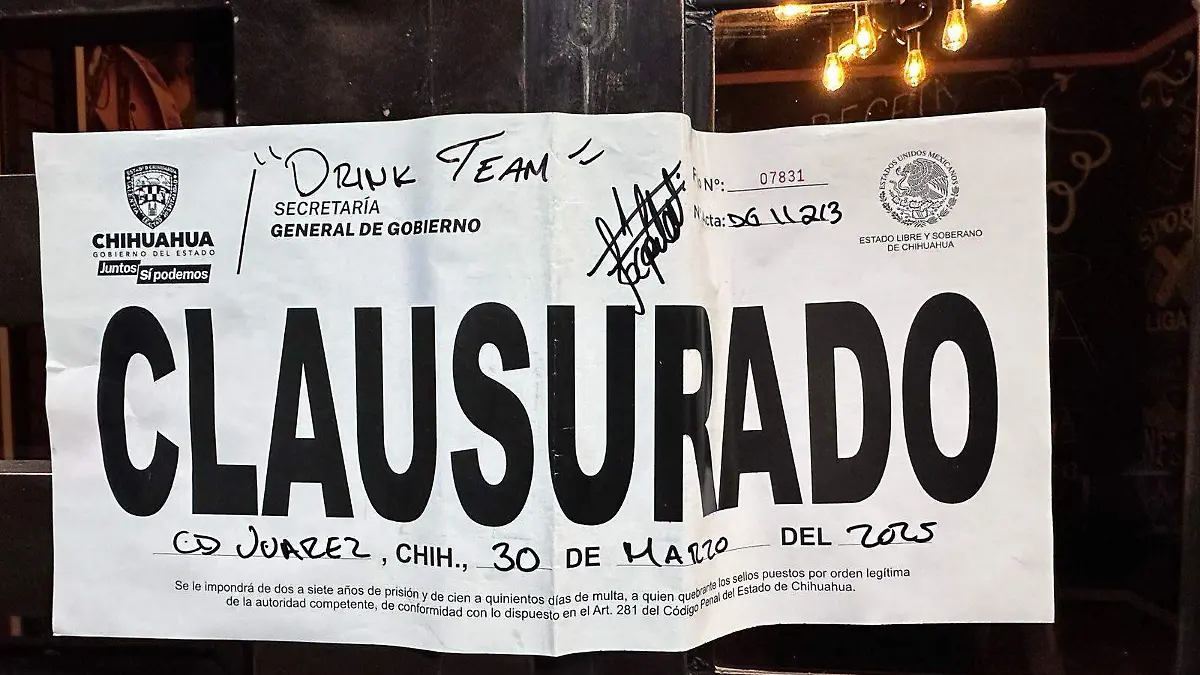 "DRINK TEAM"
SECRETARÍA
GENERAL DE GOBIERNO
CHIHUAHUA
GOBIERNO DEL ESTADO
Juntos
Sí podemos
Nº: 07831
Acta: DG 11213
ESTADOS UNIDOS MEXICANOS
ESTADO LIBRE Y SOBERANO
DE CHIHUAHUA
CLAUSURADO
CD JUAREZ, CHIH., 30 DE MARZO DEL 2025
Se le impondrá de dos a siete años de prisión y de cien a quinientos días de multa, a quien quebrante los sellos puestos por orden legítima
de la autoridad competente, de conformidad con lo dispuesto en el Art. 281 del Código Penal del Estado de Chihuahua.
LIGA